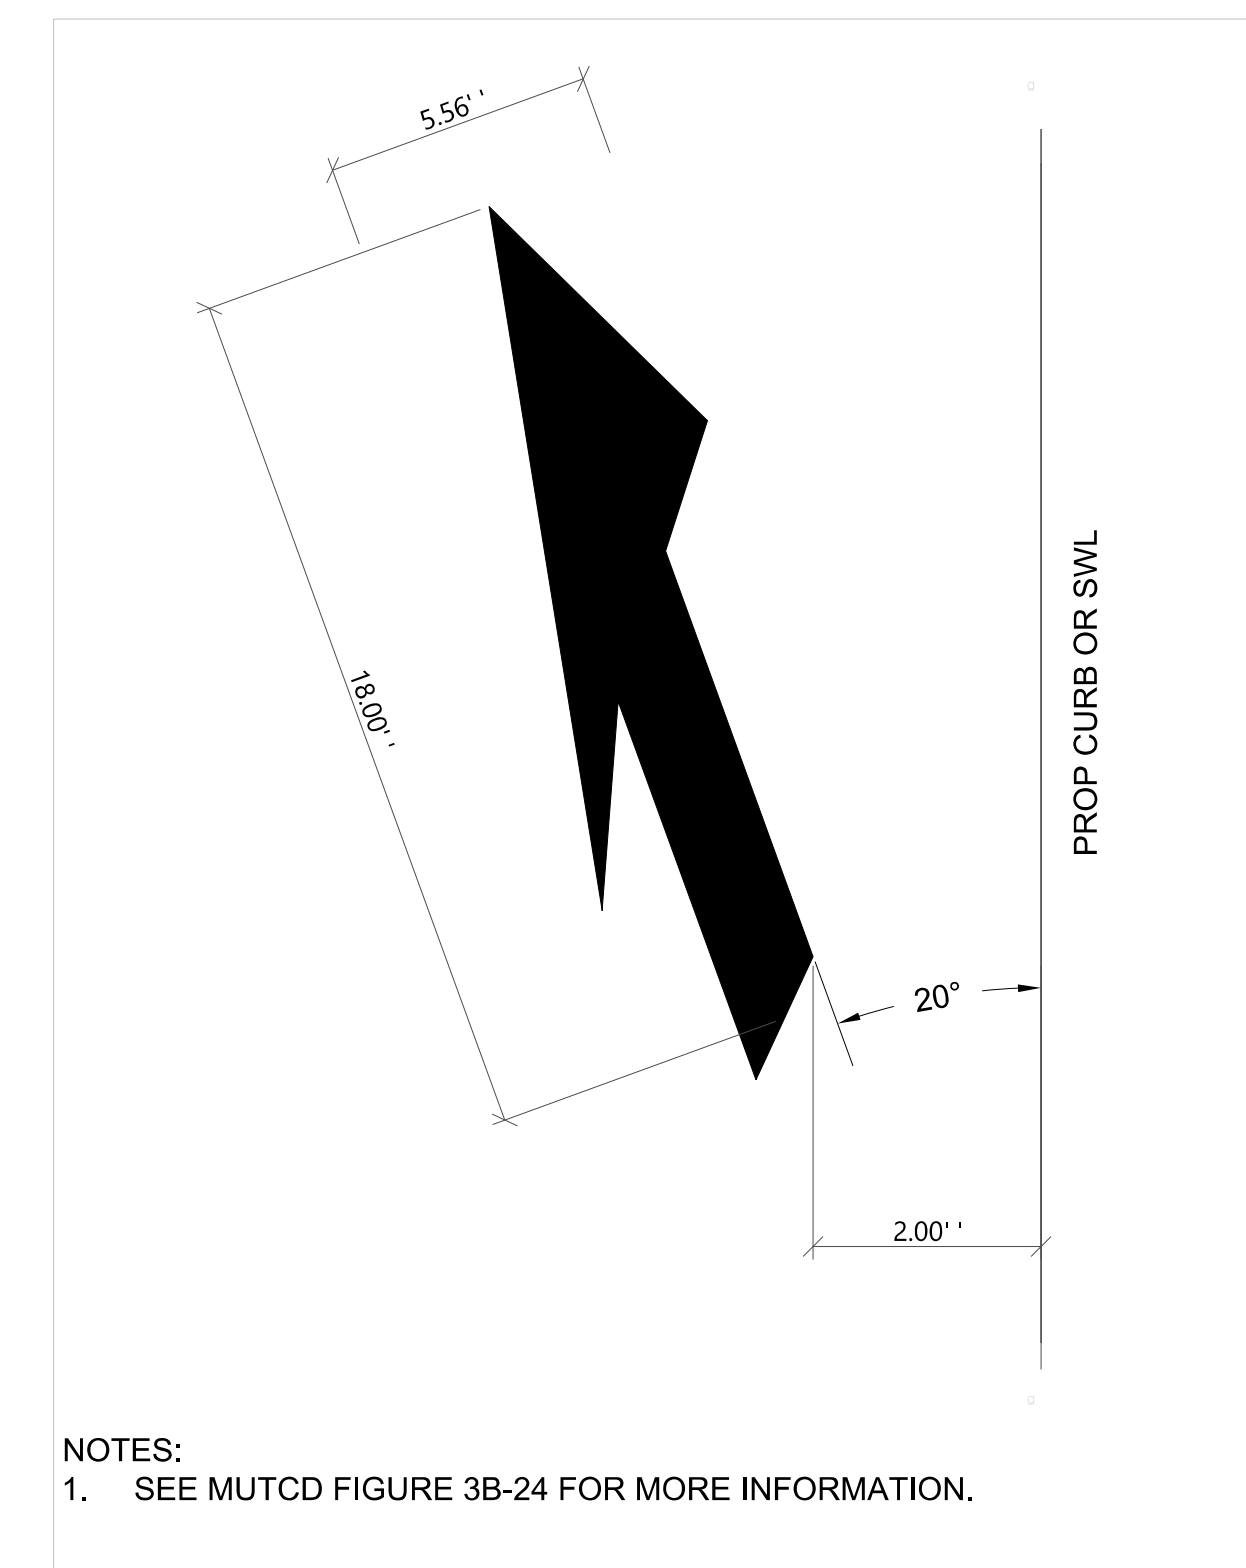 5.56' '
18.00' '
PROP CURB OR SWL
20°
2.00' '
NOTES:
1. SEE MUTCD FIGURE 3B-24 FOR MORE INFORMATION.